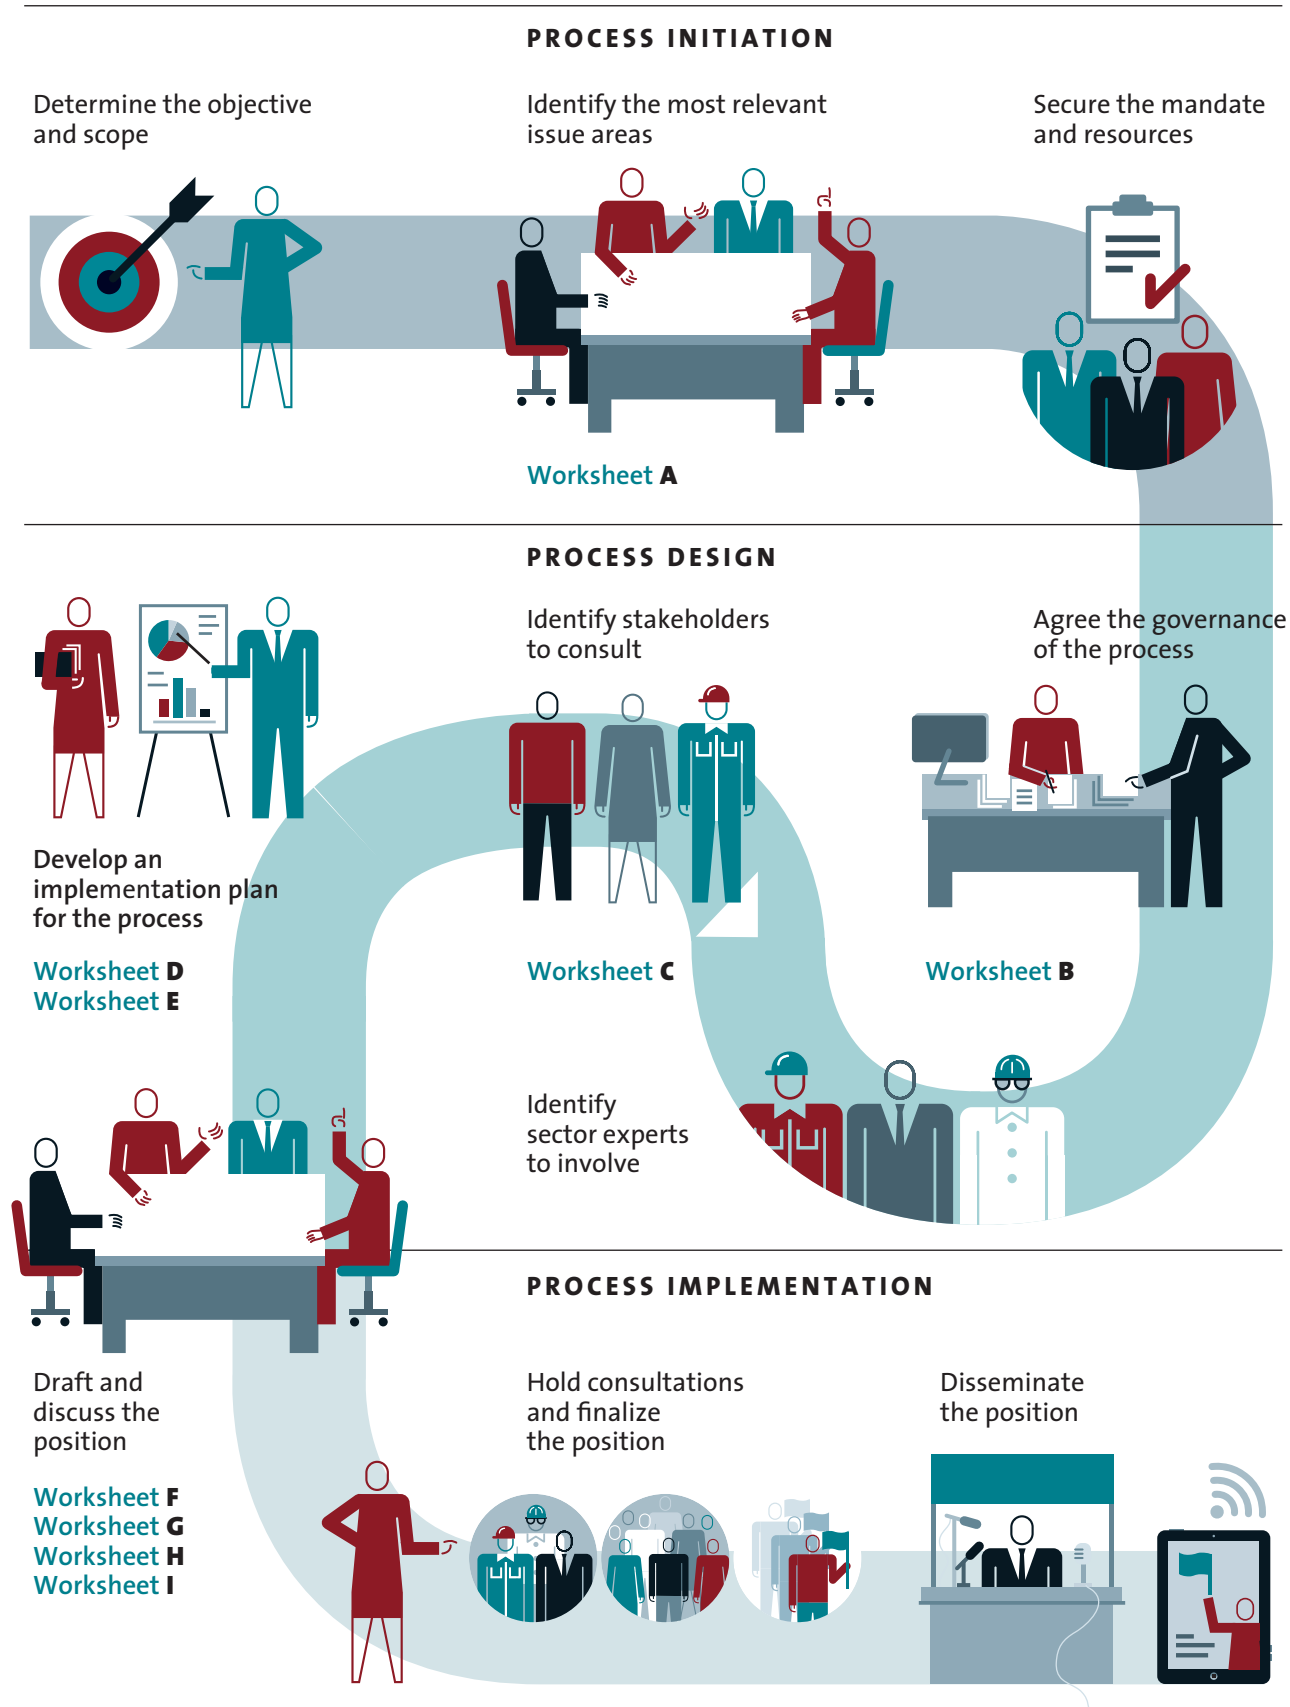 PROCESS INITIATION
Determine the objective
and scope
Identify the most relevant
issue areas
Secure the mandate
and resources
Worksheet A
PROCESS DESIGN
Identify stakeholders
to consult
Agree the governance
of the process
Develop an
implementation plan
for the process
Worksheet D
Worksheet E
Worksheet C
Worksheet B
Identify
sector experts
to involve
PROCESS IMPLEMENTATION
Draft and
discuss the
position
Hold consultations
and finalize
the position
Disseminate
the position
Worksheet F
Worksheet G
Worksheet H
Worksheet I